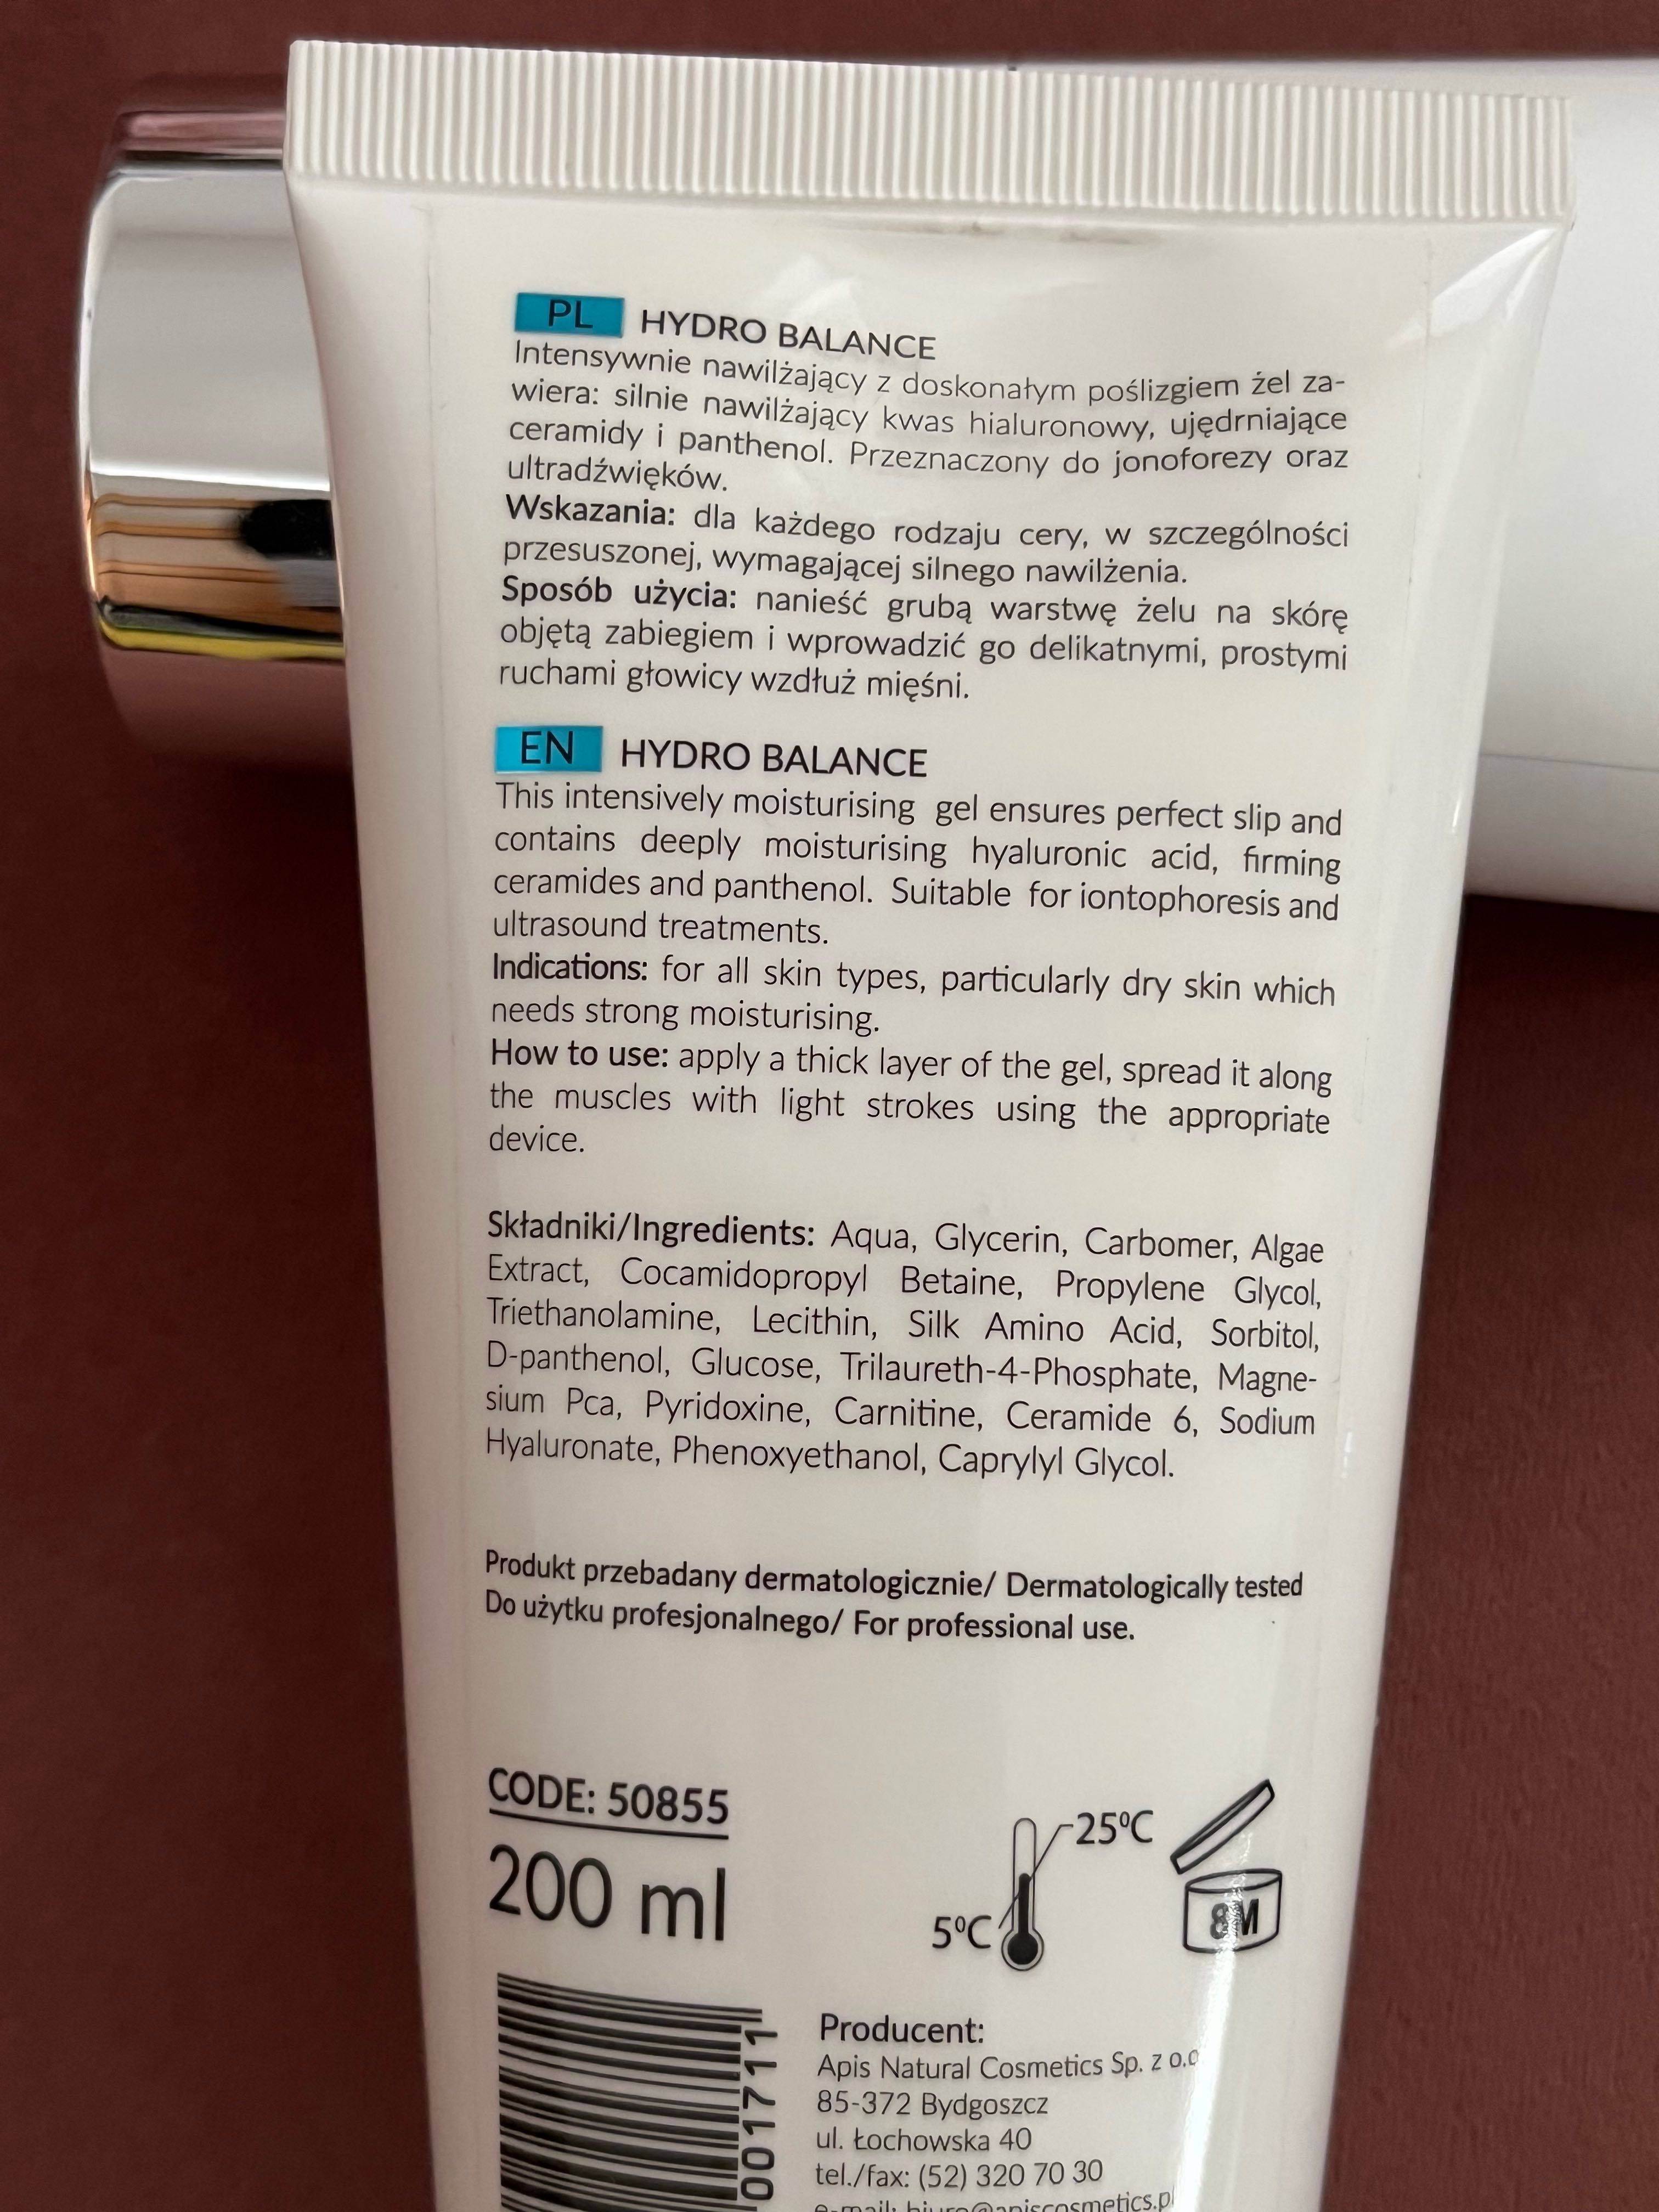 PL HYDRO BALANCE
Intensywnie nawilżający z doskonałym poślizgiem żel za-
wiera: silnie nawilżający kwas hialuronowy, ujędrniające
ceramidy i panthenol. Przeznaczony do jonoforezy oraz
ultradźwięków.
Wskazania: dla każdego rodzaju cery, w szczególności
przesuszonej, wymagającej silnego nawilżenia.
Sposób użycia: nanieść grubą warstwę żelu na skórę
objętą zabiegiem i wprowadzić go delikatnymi, prostymi
ruchami głowicy wzdłuż mięśni.
EN HYDRO BALANCE
This intensively moisturising gel ensures perfect slip and
contains deeply moisturising hyaluronic acid, firming
ceramides and panthenol. Suitable for iontophoresis and
ultrasound treatments.
Indications: for all skin types, particularly dry skin which
needs strong moisturising.
How to use: apply a thick layer of the gel, spread it along
the muscles with light strokes using the appropriate
device.
Składniki/Ingredients: Aqua, Glycerin, Carbomer, Algae
Extract, Cocamidopropyl Betaine, Propylene Glycol,
Triethanolamine, Lecithin, Silk Amino Acid, Sorbitol,
D-panthenol, Glucose, Trilaureth-4-Phosphate, Magne-
sium Pca, Pyridoxine, Carnitine, Ceramide 6, Sodium
Hyaluronate, Phenoxyethanol, Caprylyl Glycol.
Produkt przebadany dermatologicznie/ Dermatologically tested
Do użytku profesjonalnego/ For professional use.
CODE: 50855
200 ml
25°C
5°C
8M
001711
Producent:
Apis Natural Cosmetics Sp. z o.o
85-372 Bydgoszcz
ul. Łochowska 40
tel./fax: (52) 320 70 30
e-mail: biuro@apiscosmetics.pl